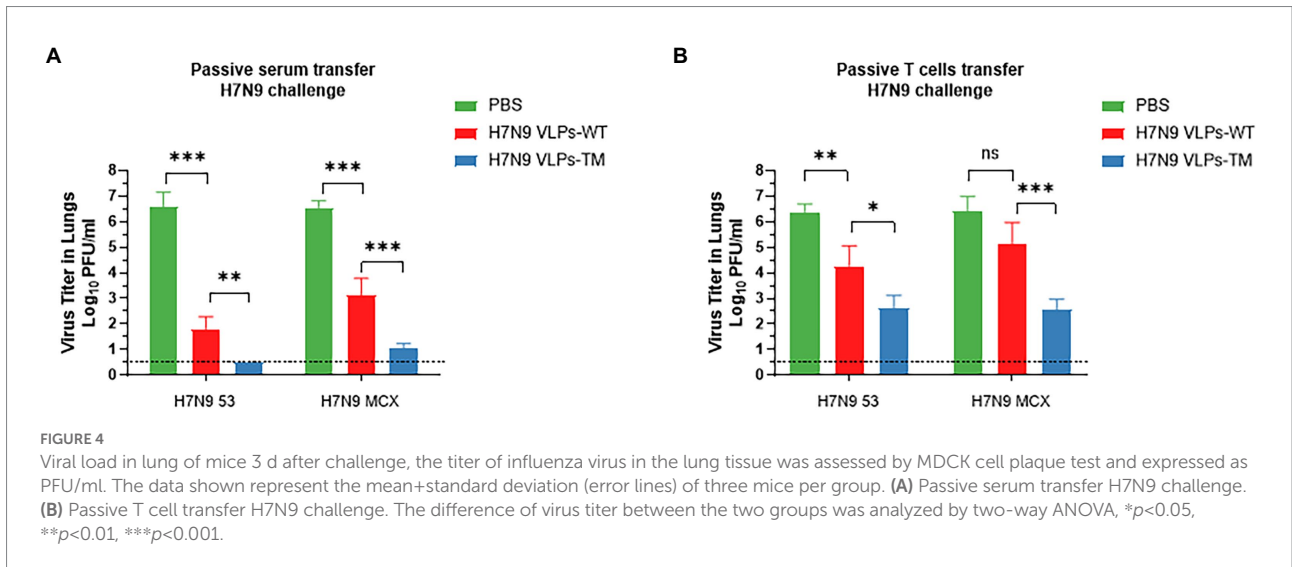 A
Passive serum transfer
H7N9 challenge
PBS
H7N9 VLPs-WT
H7N9 VLPs-TM
Virus Titer in Lungs
Log10 PFU/ml
8
7
6
5
4
3
2
1
0
***
**
***
***
H7N9 53
H7N9 MCX
B
Passive T cells transfer
H7N9 challenge
PBS
H7N9 VLPs-WT
H7N9 VLPs-TM
Virus Titer in Lungs
Log10 PFU/ml
8
7
6
5
4
3
2
1
0
**
*
ns
***
H7N9 53
H7N9 MCX
FIGURE 4
Viral load in lung of mice 3 d after challenge, the titer of influenza virus in the lung tissue was assessed by MDCK cell plaque test and expressed as
PFU/ml. The data shown represent the mean+standard deviation (error lines) of three mice per group. (A) Passive serum transfer H7N9 challenge.
(B) Passive T cell transfer H7N9 challenge. The difference of virus titer between the two groups was analyzed by two-way ANOVA, *p<0.05,
**p<0.01, ***p<0.001.